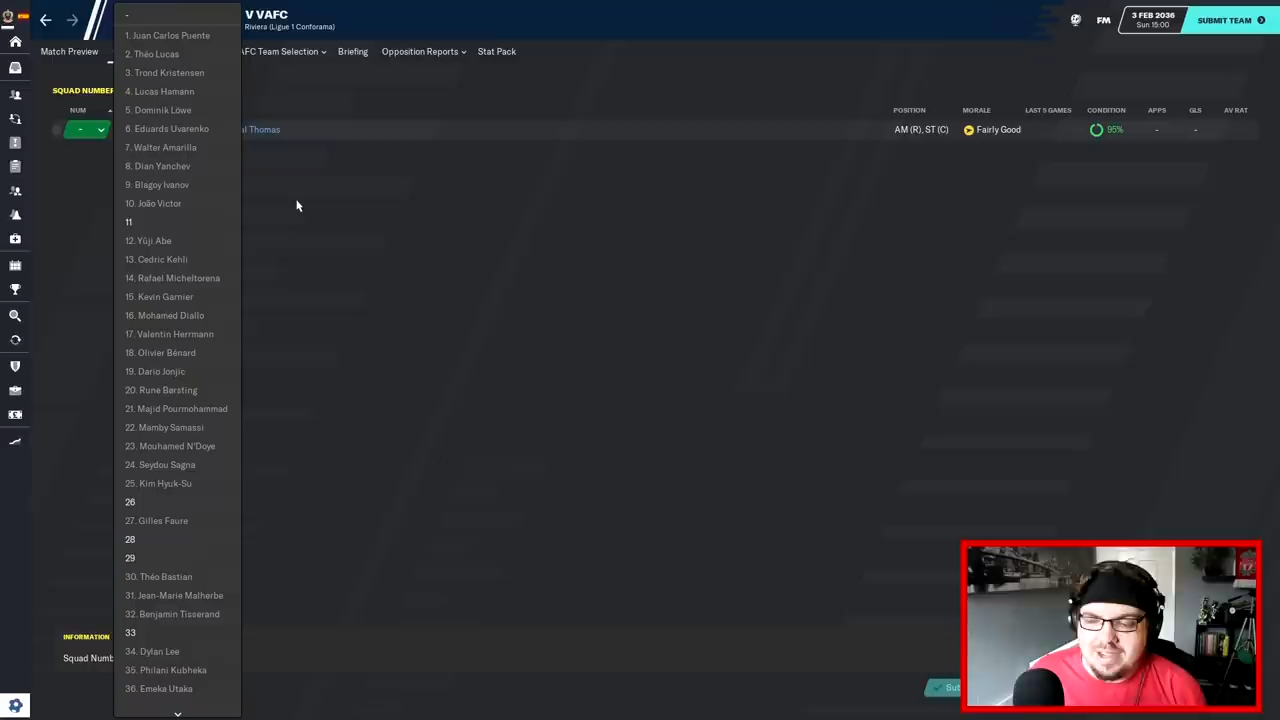 V VAFC
Riviera (Ligue 1 Conforama)
FM
3 FEB 2036
Sun 15:00
SUBMIT TEAM
Match Preview
AFC Team Selection
Briefing
Opposition Reports
Stat Pack
SQUAD NUMBER
NUM
POSITION
MORALE
LAST 5 GAMES
CONDITION
APPS
GLS
AV RAT
-
al Thomas
AM (R), ST (C)
Fairly Good
95%
-
-
-
1. Juan Carlos Puente
2. Théo Lucas
3. Trond Kristensen
4. Lucas Hamann
5. Dominik Löwe
6. Eduards Uvarenko
7. Walter Amarilla
8. Dian Yanchev
9. Blagoy Ivanov
10. João Victor
11
12. Yūji Abe
13. Cedric Kehli
14. Rafael Micheltorena
15. Kevin Garnier
16. Mohamed Diallo
17. Valentin Herrmann
18. Olivier Bénard
19. Dario Jonjic
20. Rune Børsting
21. Majid Pourmohammad
22. Mamby Samassi
23. Mouhamed N'Doye
24. Seydou Sagna
25. Kim Hyuk-Su
26
27. Gilles Faure
28
29
30. Théo Bastian
31. Jean-Marie Malherbe
32. Benjamin Tisserand
33
34. Dylan Lee
35. Philani Kubheka
36. Emeka Utaka
INFORMATION
Squad Numb
Sub